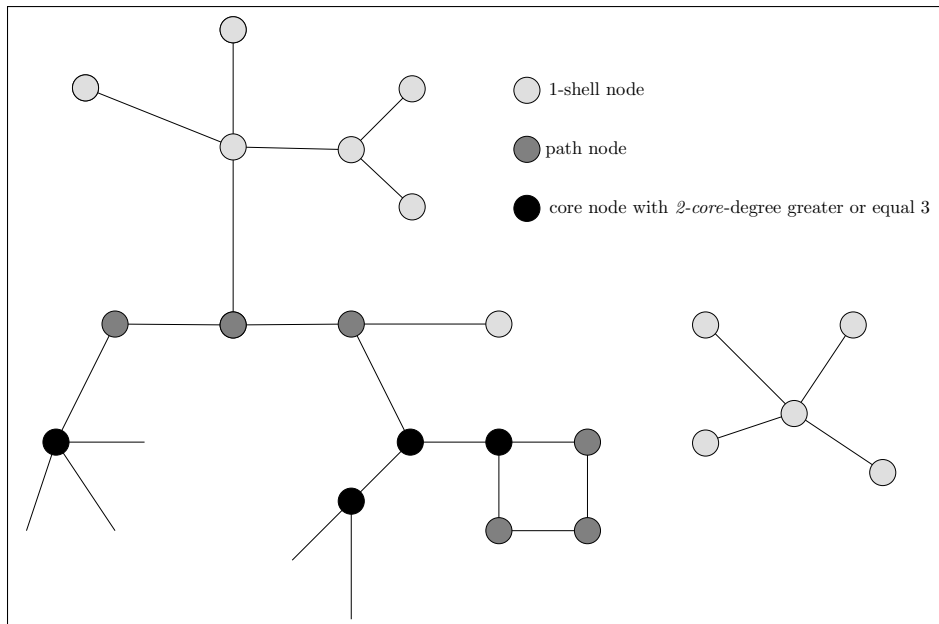 1-shell node
path node
core node with 2-core-degree greater or equal 3